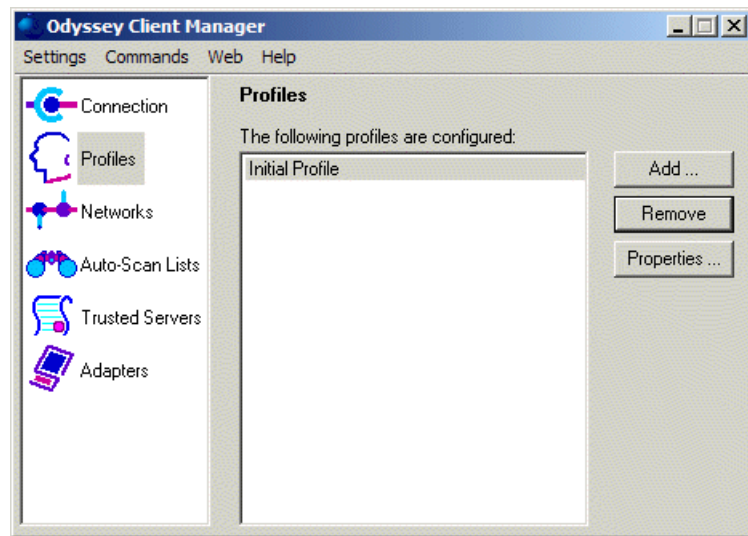 Odyssey Client Manager
Settings Commands Web Help
Connection
Profiles
Networks
Auto-Scan Lists
Trusted Servers
Adapters
Profiles
The following profiles are configured:
Initial Profile
Add ...
Remove
Properties ...